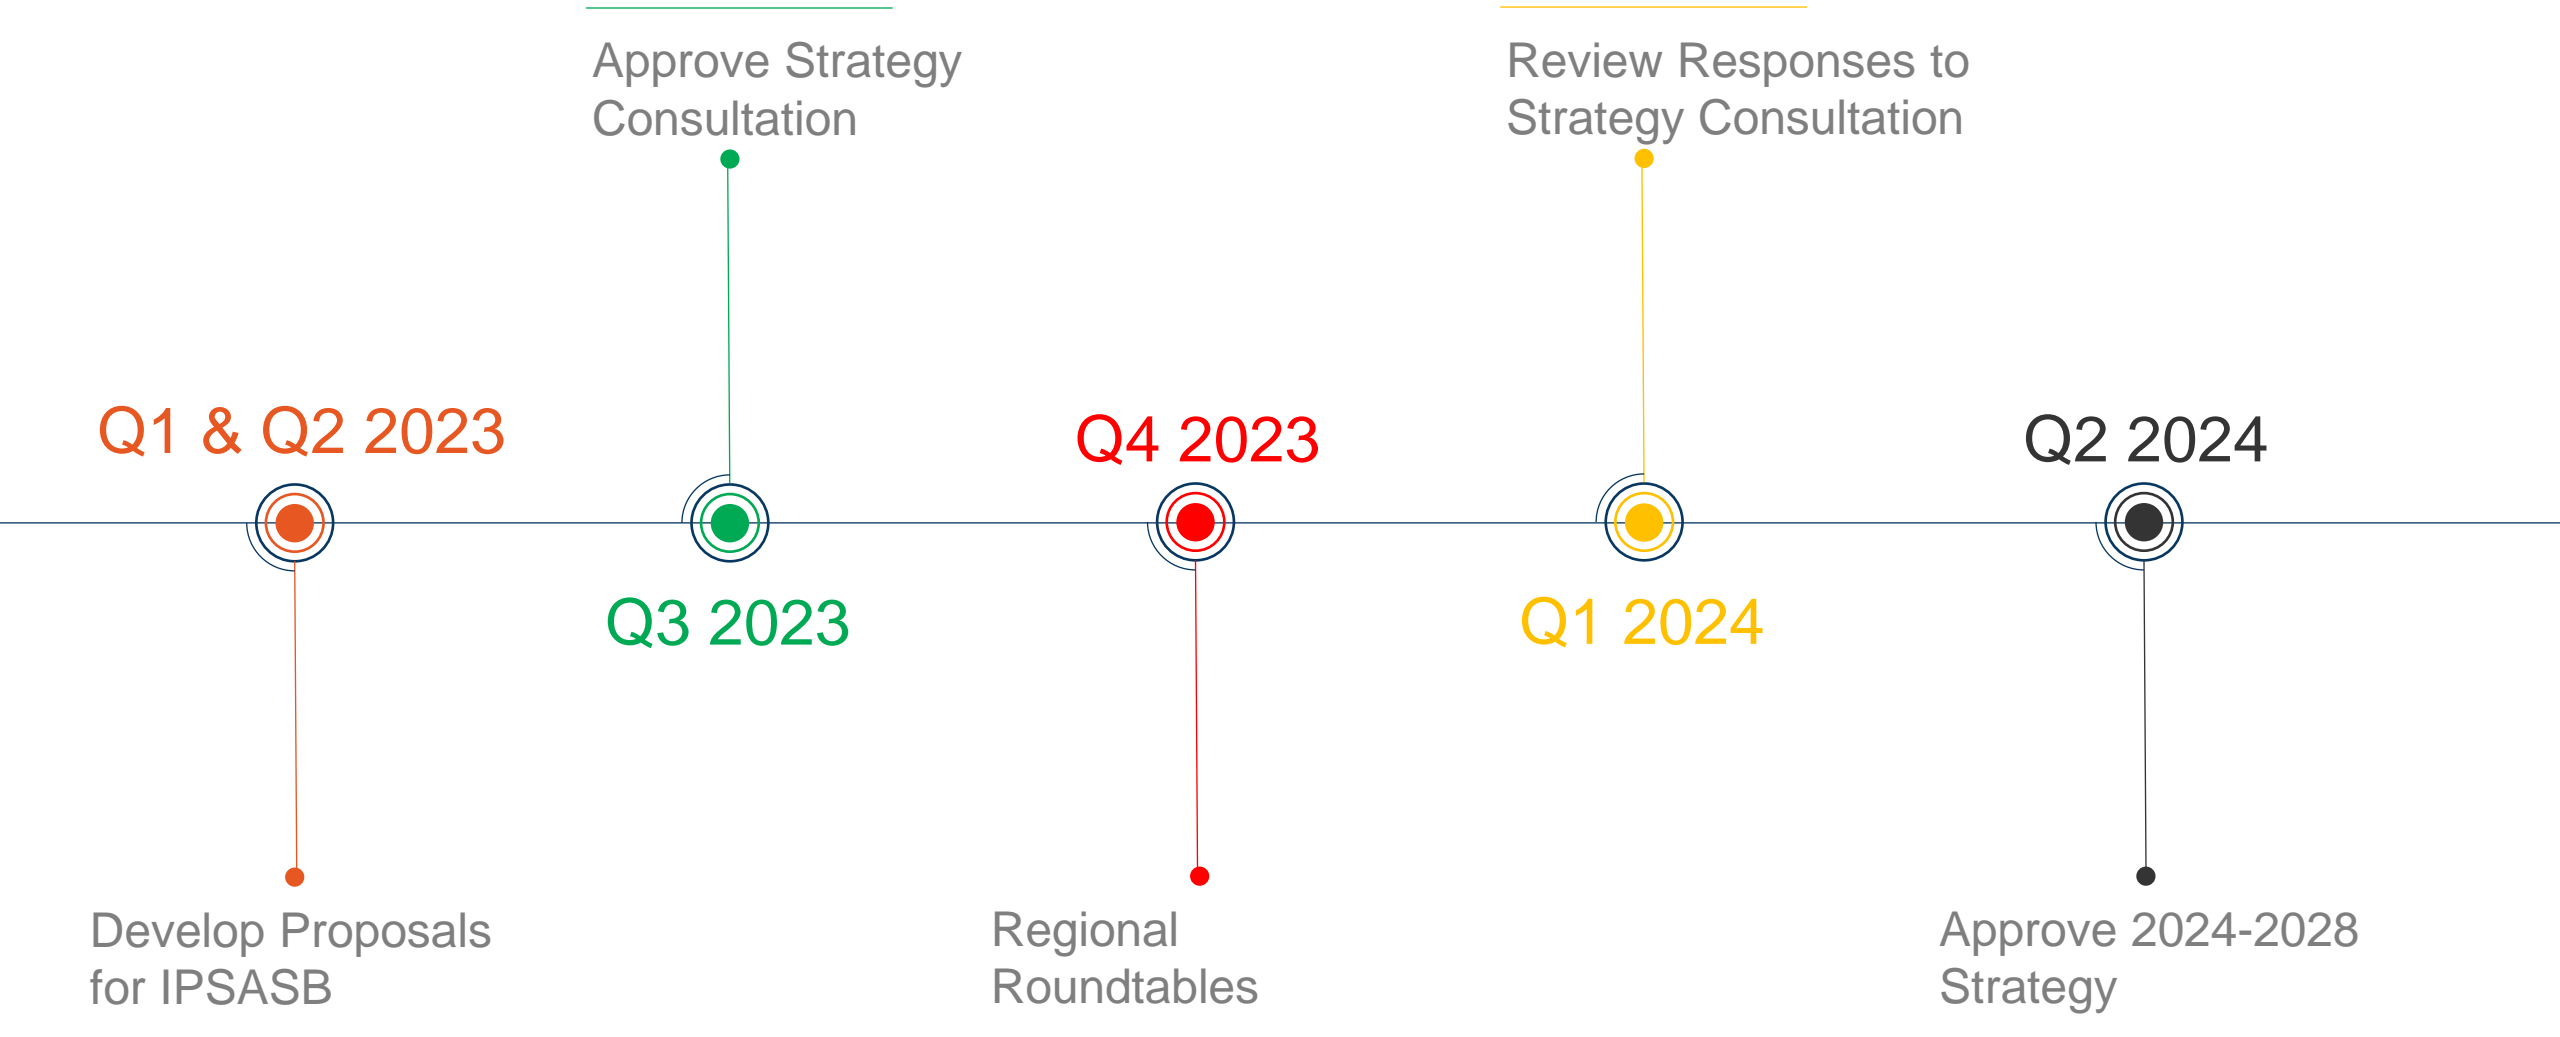 Approve Strategy
Consultation
Review Responses to
Strategy Consultation
Q1 & Q2 2023
Q4 2023
Q2 2024
Q3 2023
Q1 2024
Develop Proposals
for IPSASB
Regional
Roundtables
Approve 2024-2028
Strategy